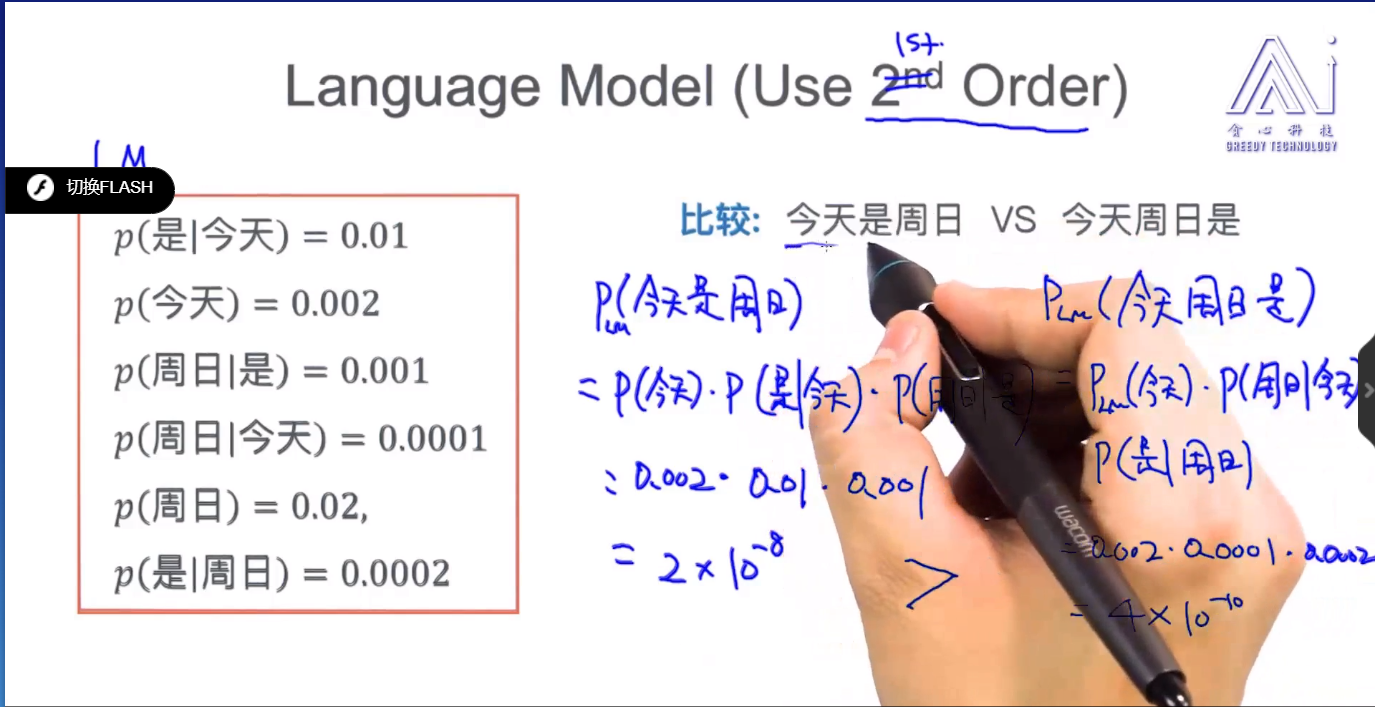 1st.
Language Model (Use 2nd Order)
贪心科技
GREEDY TECHNOLOGY
LM
切换FLASH
p(是|今天) = 0.01
p(今天) = 0.002
p(周日|是) = 0.001
p(周日|今天) = 0.0001
p(周日) = 0.02,
p(是|周日) = 0.0002
比较: 今天是周日 VS 今天周日是
P_LM(今天是周日)
= P(今天)·P(是|今天)·P(周日|是)
= 0.002·0.01·0.001
= 2×10^-8
>
P_LM(今天周日是)
= P_LM(今天)·P(周日|今天)
P(是|周日)
= 0.002·0.0001·0.0002
= 4×10^-10
wacom